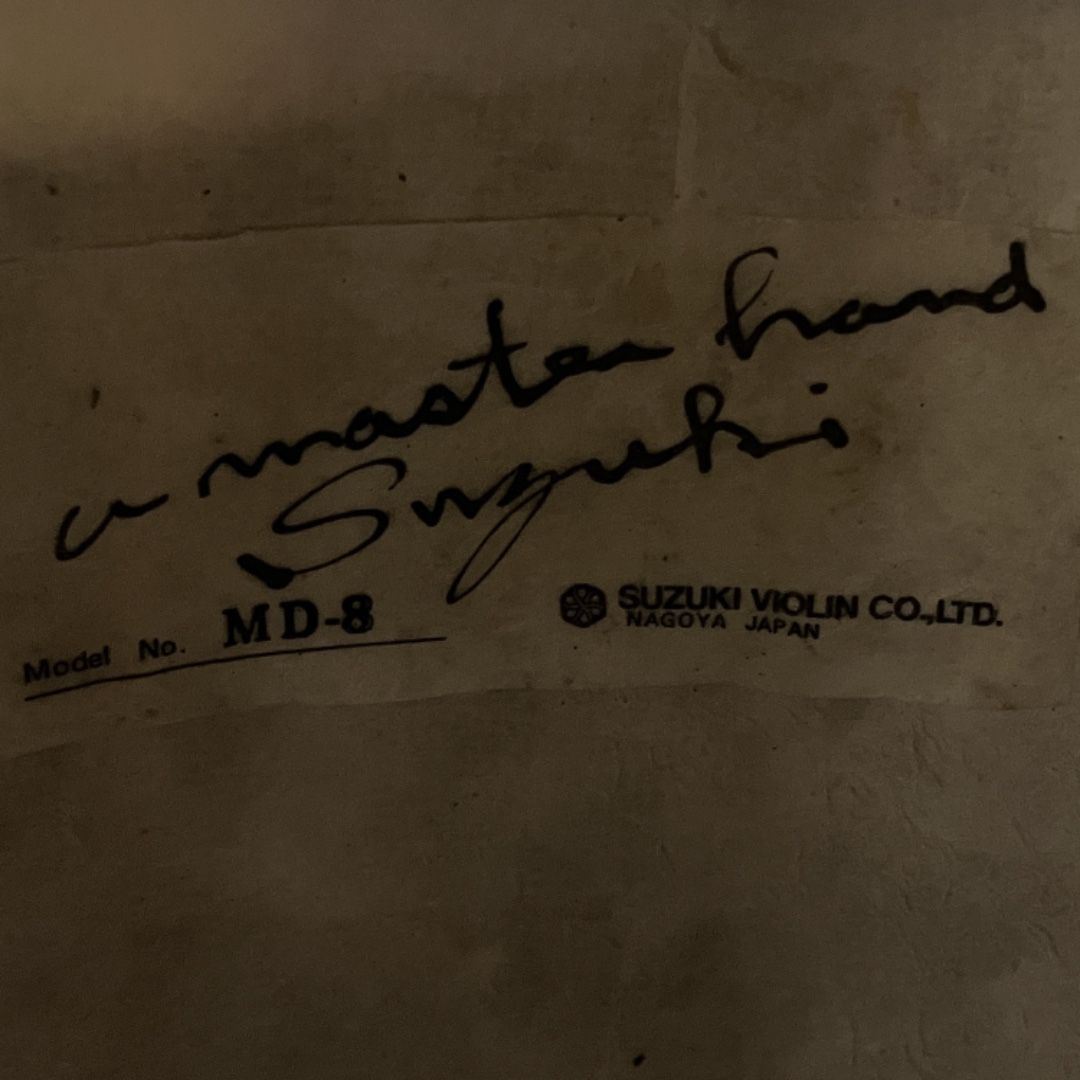 a master hand
Suzuki
Model No. MD-8
SUZUKI VIOLIN CO.,LTD.
NAGOYA JAPAN